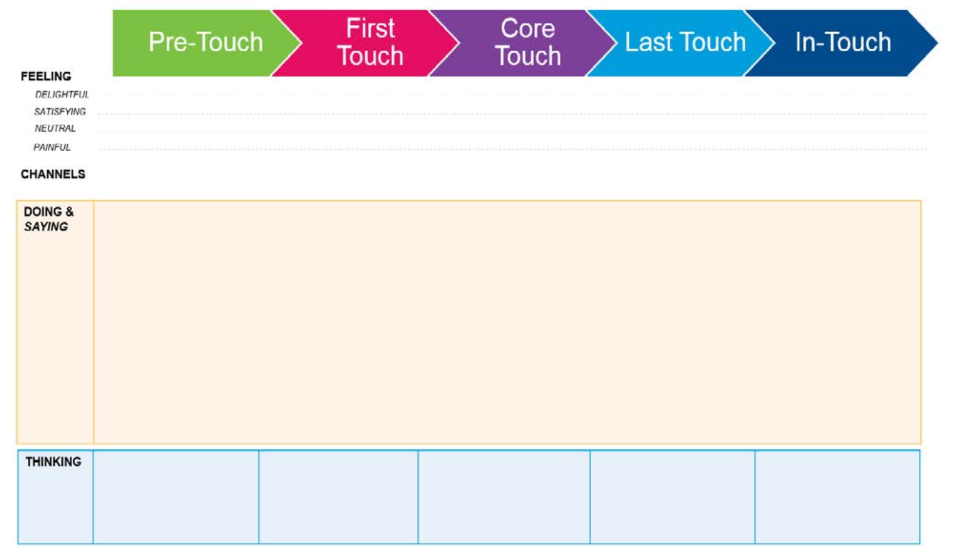 Pre-Touch
First
Touch
Core
Touch
Last Touch
In-Touch
FEELING
DELIGHTFUL
SATISFYING
NEUTRAL
PAINFUL
CHANNELS
DOING &
SAYING
THINKING